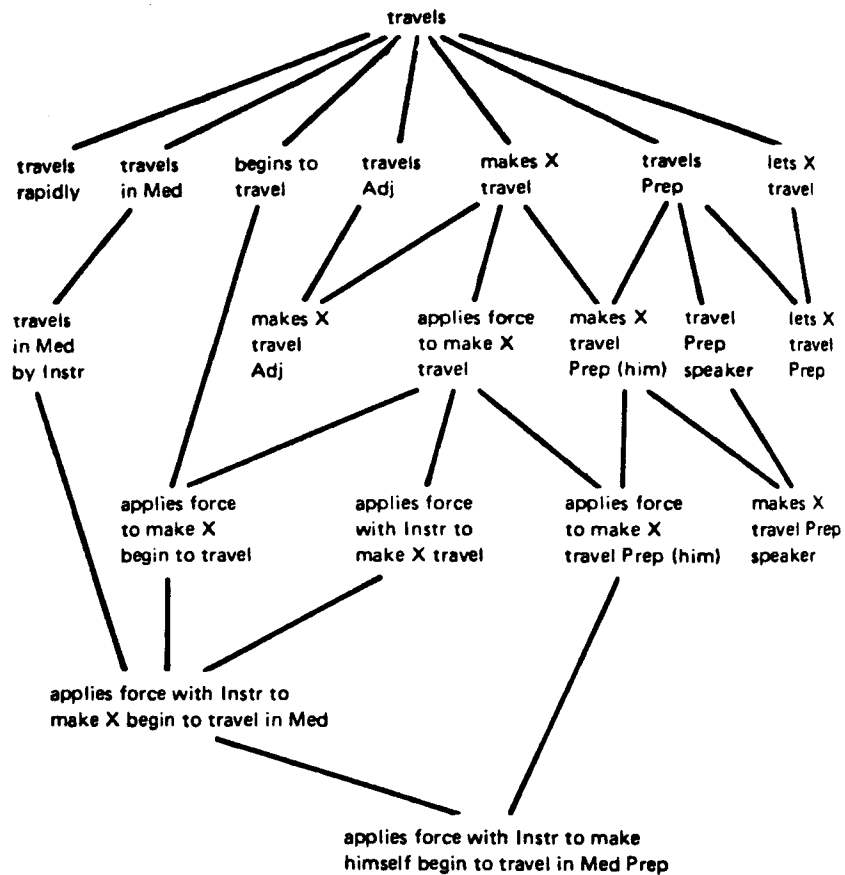 travels
travels
rapidly
travels
in Med
begins to
travel
travels
Adj
makes X
travel
travels
Prep
lets X
travel
travels
in Med
by Instr
makes X
travel
Adj
applies force
to make X
travel
makes X
travel
Prep (him)
travel
Prep
speaker
lets X
travel
Prep
applies force
to make X
begin to travel
applies force
with Instr to
make X travel
applies force
to make X
travel Prep (him)
makes X
travel Prep
speaker
applies force with Instr to
make X begin to travel in Med
applies force with Instr to make
himself begin to travel in Med Prep